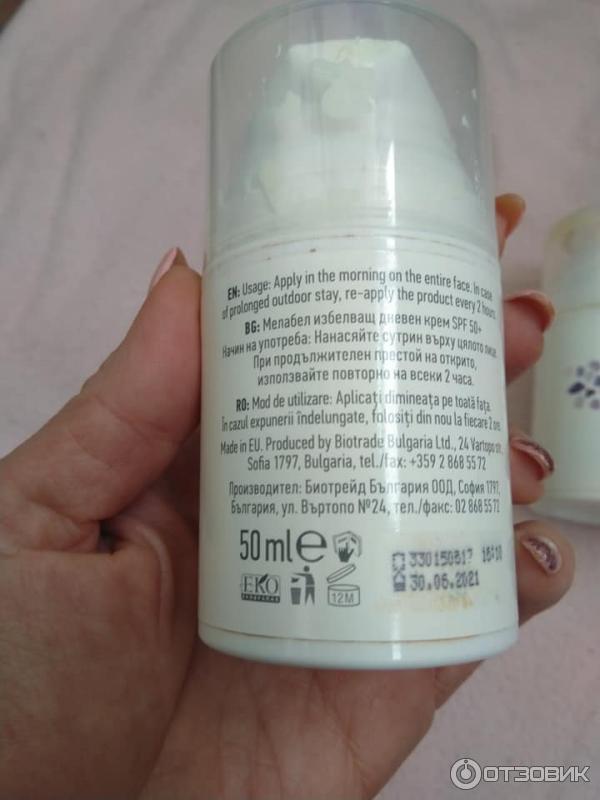 EN: Usage: Apply in the morning on the entire face. In case
of prolonged outdoor stay, re-apply the product every 2 hours.
BG: Мелабел избелващ дневен крем SPF 50+
Начин на употреба: Нанасяйте сутрин върху цялото лице.
При продължителен престой на открито,
използвайте повторно на всеки 2 часа.
RO: Mod de utilizare: Aplicați dimineața pe toată fața.
În cazul expunerii îndelungate, folosiți din nou la fiecare 2 ore.
Made in EU. Produced by Biotrade Bulgaria Ltd., 24 Vartopo str.
Sofia 1797, Bulgaria, tel./fax: +359 2 868 55 72
Производител: Биотрейд България ООД, София 1797,
България, ул. Въртопо №24, тел./факс: 02 868 55 72
50 ml e
330150817 16:10
30.06.2021
EKO
12M
ОТЗОВИК